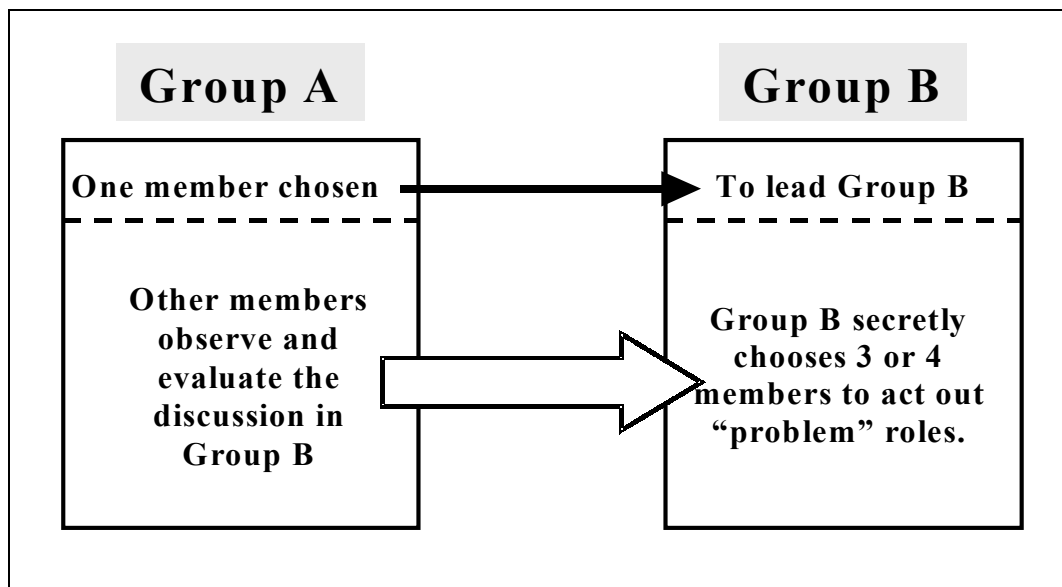 Group A
One member chosen
Other members
observe and
evaluate the
discussion in
Group B
Group B
To lead Group B
Group B secretly
chooses 3 or 4
members to act out
“problem” roles.